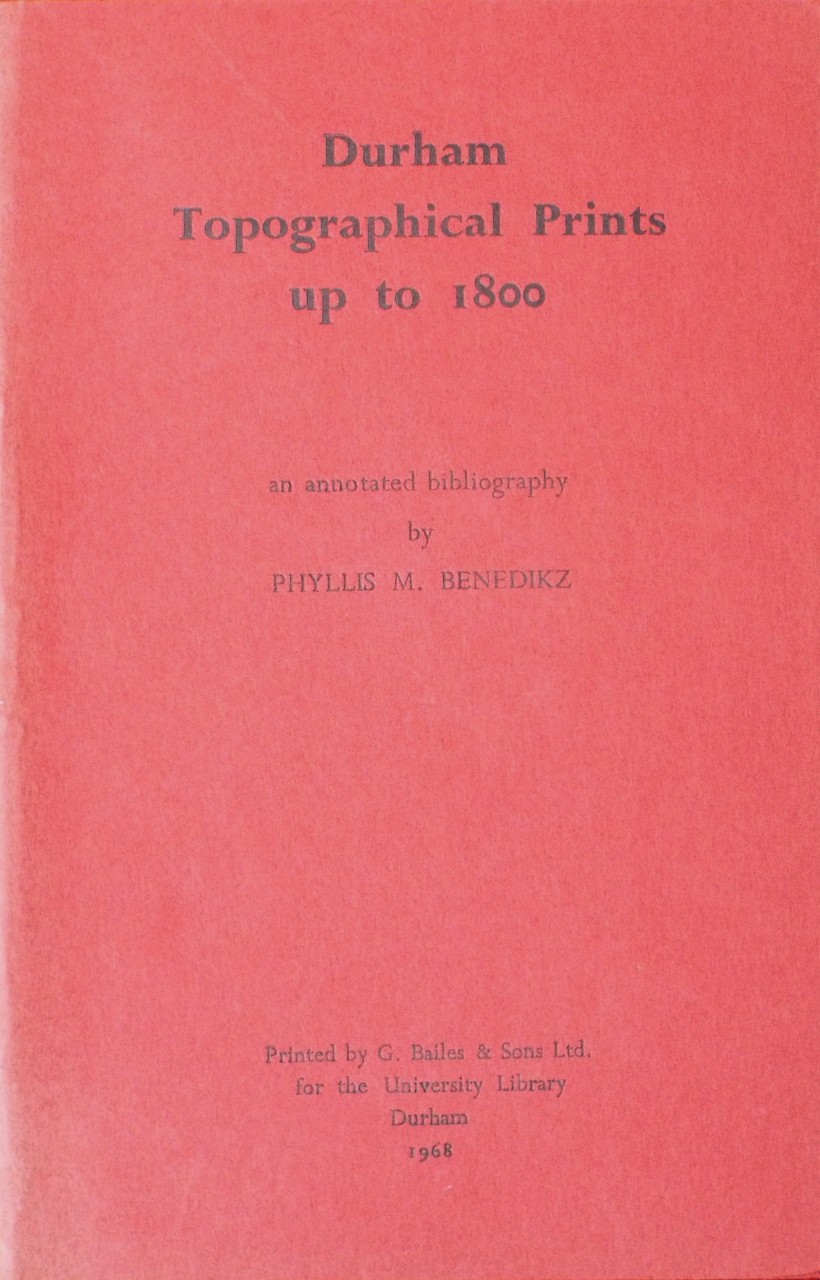 Durham
Topographical Prints
up to 1800
an annotated bibliography
by
PHYLLIS M. BENEDIKZ
Printed by G. Bailes & Sons Ltd.
for the University Library
Durham
1968